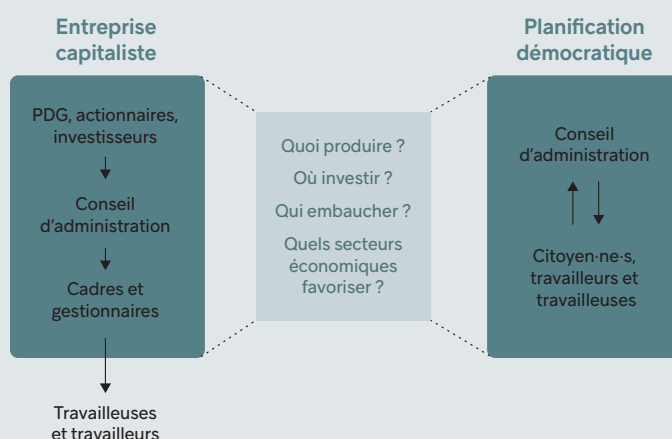 Entreprise
capitaliste
PDG, actionnaires,
investisseurs
Conseil
d'administration
Cadres et
gestionnaires
Travailleuses
et travailleurs
Quoi produire ?
Où investir ?
Qui embaucher ?
Quels secteurs
économiques
favoriser ?
Planification
démocratique
Conseil
d'administration
Citoyen·ne·s,
travailleurs et
travailleuses